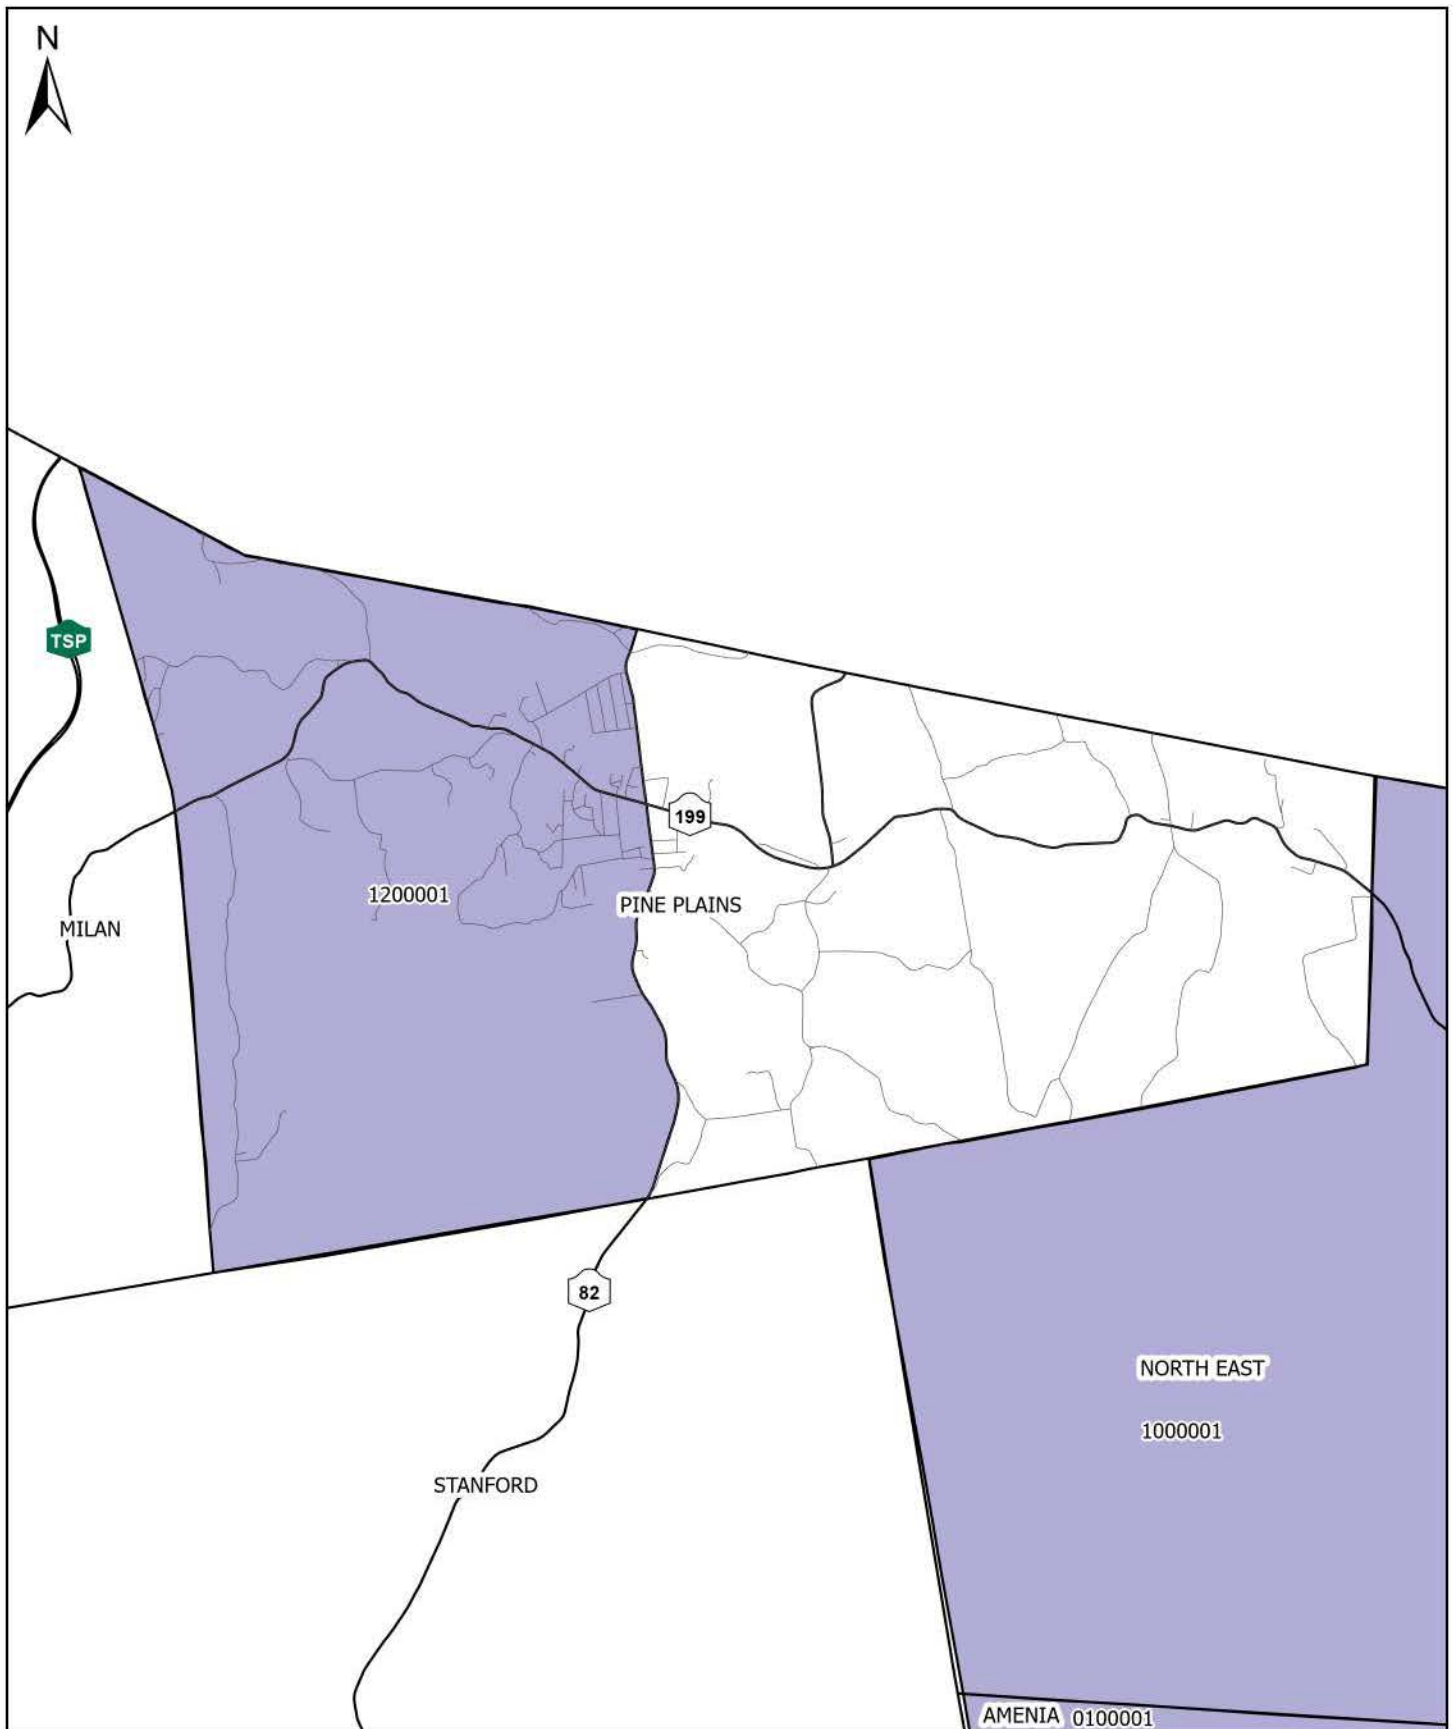 N
TSP
199
1200001
PINE PLAINS
MILAN
82
NORTH EAST
1000001
STANFORD
AMENIA 0100001